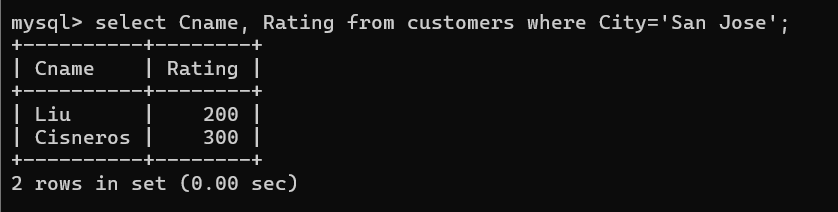 mysql> select Cname, Rating from customers where City='San Jose';
+----------+--------+
| Cname    | Rating |
+----------+--------+
| Liu      |    200 |
| Cisneros |    300 |
+----------+--------+
2 rows in set (0.00 sec)